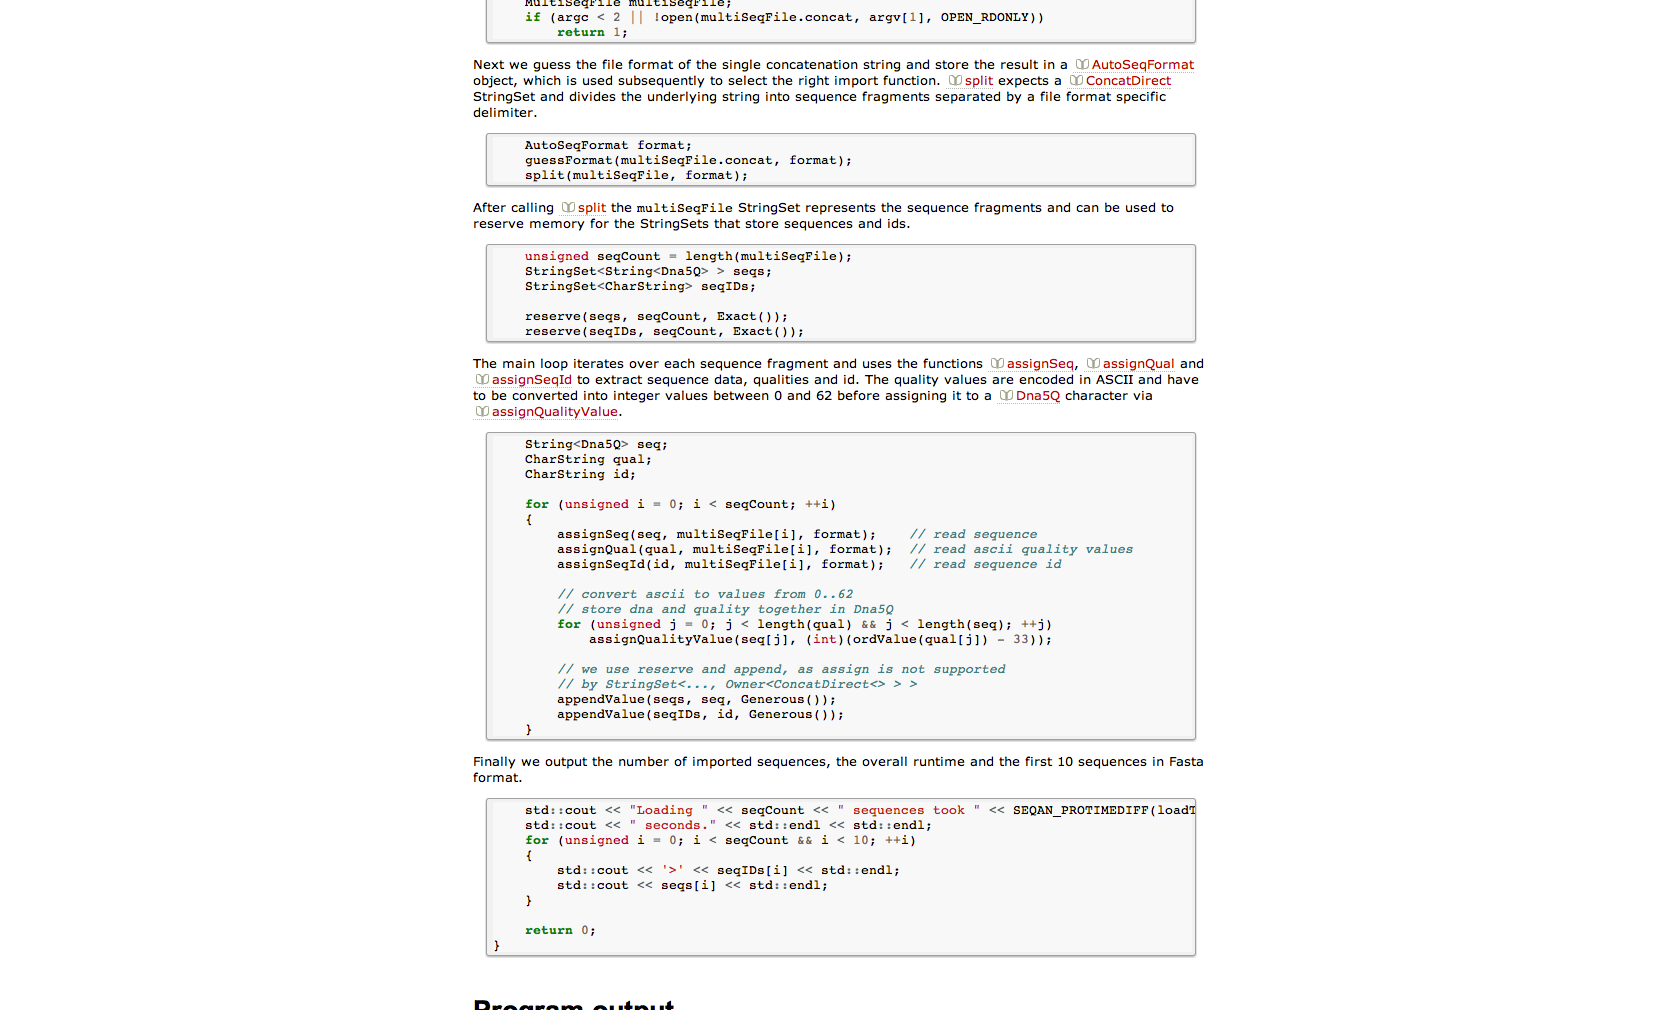 MultiSeqFile multiSeqFile;
if (argc < 2 || !open(multiSeqFile.concat, argv[1], OPEN_RDONLY))
return 1;
Next we guess the file format of the single concatenation string and store the result in a AutoSeqFormat
object, which is used subsequently to select the right import function. split expects a ConcatDirect
StringSet and divides the underlying string into sequence fragments separated by a file format specific
delimiter.
AutoSeqFormat format;
guessFormat(multiSeqFile.concat, format);
split(multiSeqFile, format);
After calling split the multiSeqFile StringSet represents the sequence fragments and can be used to
reserve memory for the StringSets that store sequences and ids.
unsigned seqCount = length(multiSeqFile);
StringSet<String<Dna5Q> > seqs;
StringSet<CharString> seqIDs;
reserve(seqs, seqCount, Exact());
reserve(seqIDs, seqCount, Exact());
The main loop iterates over each sequence fragment and uses the functions assignSeq, assignQual and
assignSeqId to extract sequence data, qualities and id. The quality values are encoded in ASCII and have
to be converted into integer values between 0 and 62 before assigning it to a Dna5Q character via
assignQualityValue.
String<Dna5Q> seq;
CharString qual;
CharString id;
for (unsigned i = 0; i < seqCount; ++i)
{
assignSeq(seq, multiSeqFile[i], format);    // read sequence
assignQual(qual, multiSeqFile[i], format);  // read ascii quality values
assignSeqId(id, multiSeqFile[i], format);   // read sequence id
// convert ascii to values from 0..62
// store dna and quality together in Dna5Q
for (unsigned j = 0; j < length(qual) && j < length(seq); ++j)
assignQualityValue(seq[j], (int)(ordValue(qual[j]) - 33));
// we use reserve and append, as assign is not supported
// by StringSet<..., Owner<ConcatDirect<> > >
appendValue(seqs, seq, Generous());
appendValue(seqIDs, id, Generous());
}
Finally we output the number of imported sequences, the overall runtime and the first 10 sequences in Fasta
format.
std::cout << "Loading " << seqCount << " sequences took " << SEQAN_PROTIMEDIFF(loadT
std::cout << " seconds." << std::endl << std::endl;
for (unsigned i = 0; i < seqCount && i < 10; ++i)
{
std::cout << '>' << seqIDs[i] << std::endl;
std::cout << seqs[i] << std::endl;
}
return 0;
}
Program output